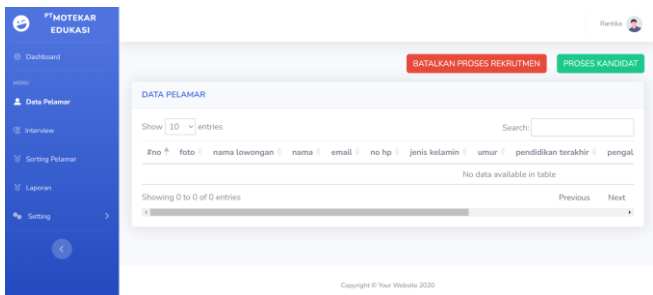 PT MOTEKAR
EDUKASI
Rantika
Dashboard
MENU
Data Pelamar
Interview
Sorting Pelamar
Laporan
Setting
BATALKAN PROSES REKRUTMEN
PROSES KANDIDAT
DATA PELAMAR
Show 10 entries
Search:
#no foto nama lowongan nama email no hp jenis kelamin umur pendidikan terakhir pengal
No data available in table
Showing 0 to 0 of 0 entries
Previous Next
Copyright © Your Website 2020